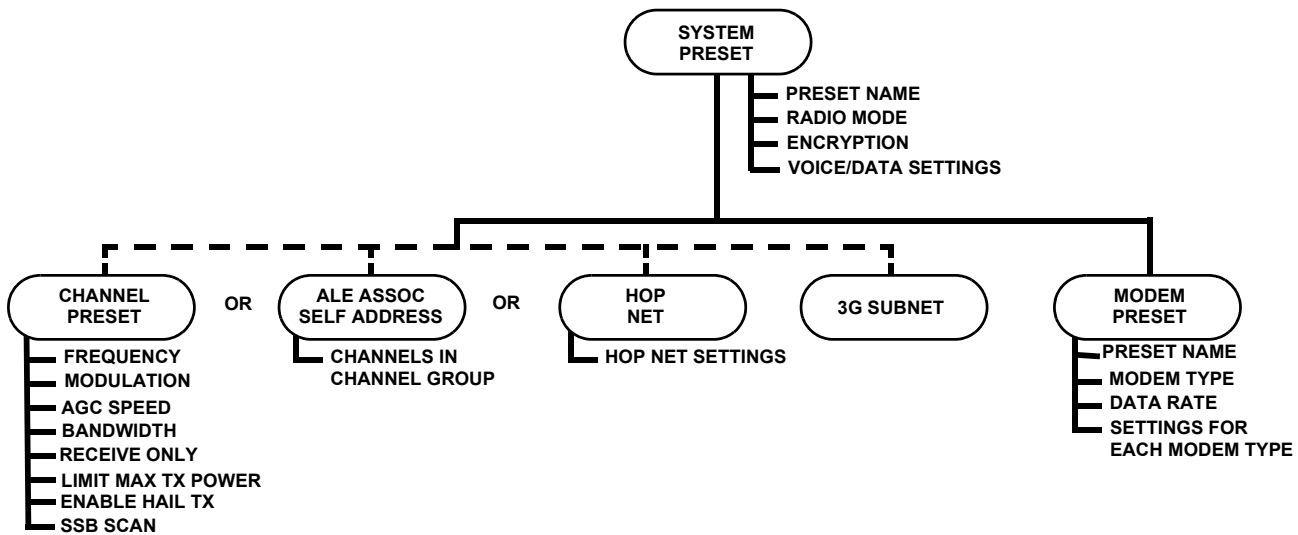 SYSTEM
PRESET
PRESET NAME
RADIO MODE
ENCRYPTION
VOICE/DATA SETTINGS
CHANNEL
PRESET
OR
ALE ASSOC
SELF ADDRESS
OR
HOP
NET
3G SUBNET
MODEM
PRESET
FREQUENCY
MODULATION
AGC SPEED
BANDWIDTH
RECEIVE ONLY
LIMIT MAX TX POWER
ENABLE HAIL TX
SSB SCAN
CHANNELS IN
CHANNEL GROUP
HOP NET SETTINGS
PRESET NAME
MODEM TYPE
DATA RATE
SETTINGS FOR
EACH MODEM TYPE